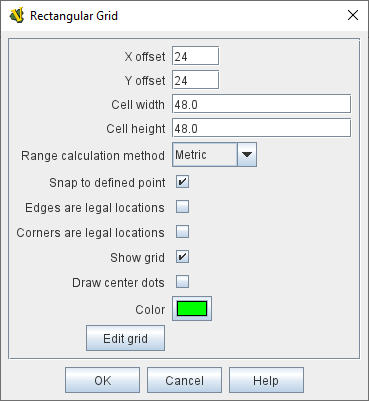 Rectangular Grid
X offset 24
Y offset 24
Cell width 48.0
Cell height 48.0
Range calculation method Metric
Snap to defined point
Edges are legal locations
Corners are legal locations
Show grid
Draw center dots
Color
Edit grid
OK Cancel Help